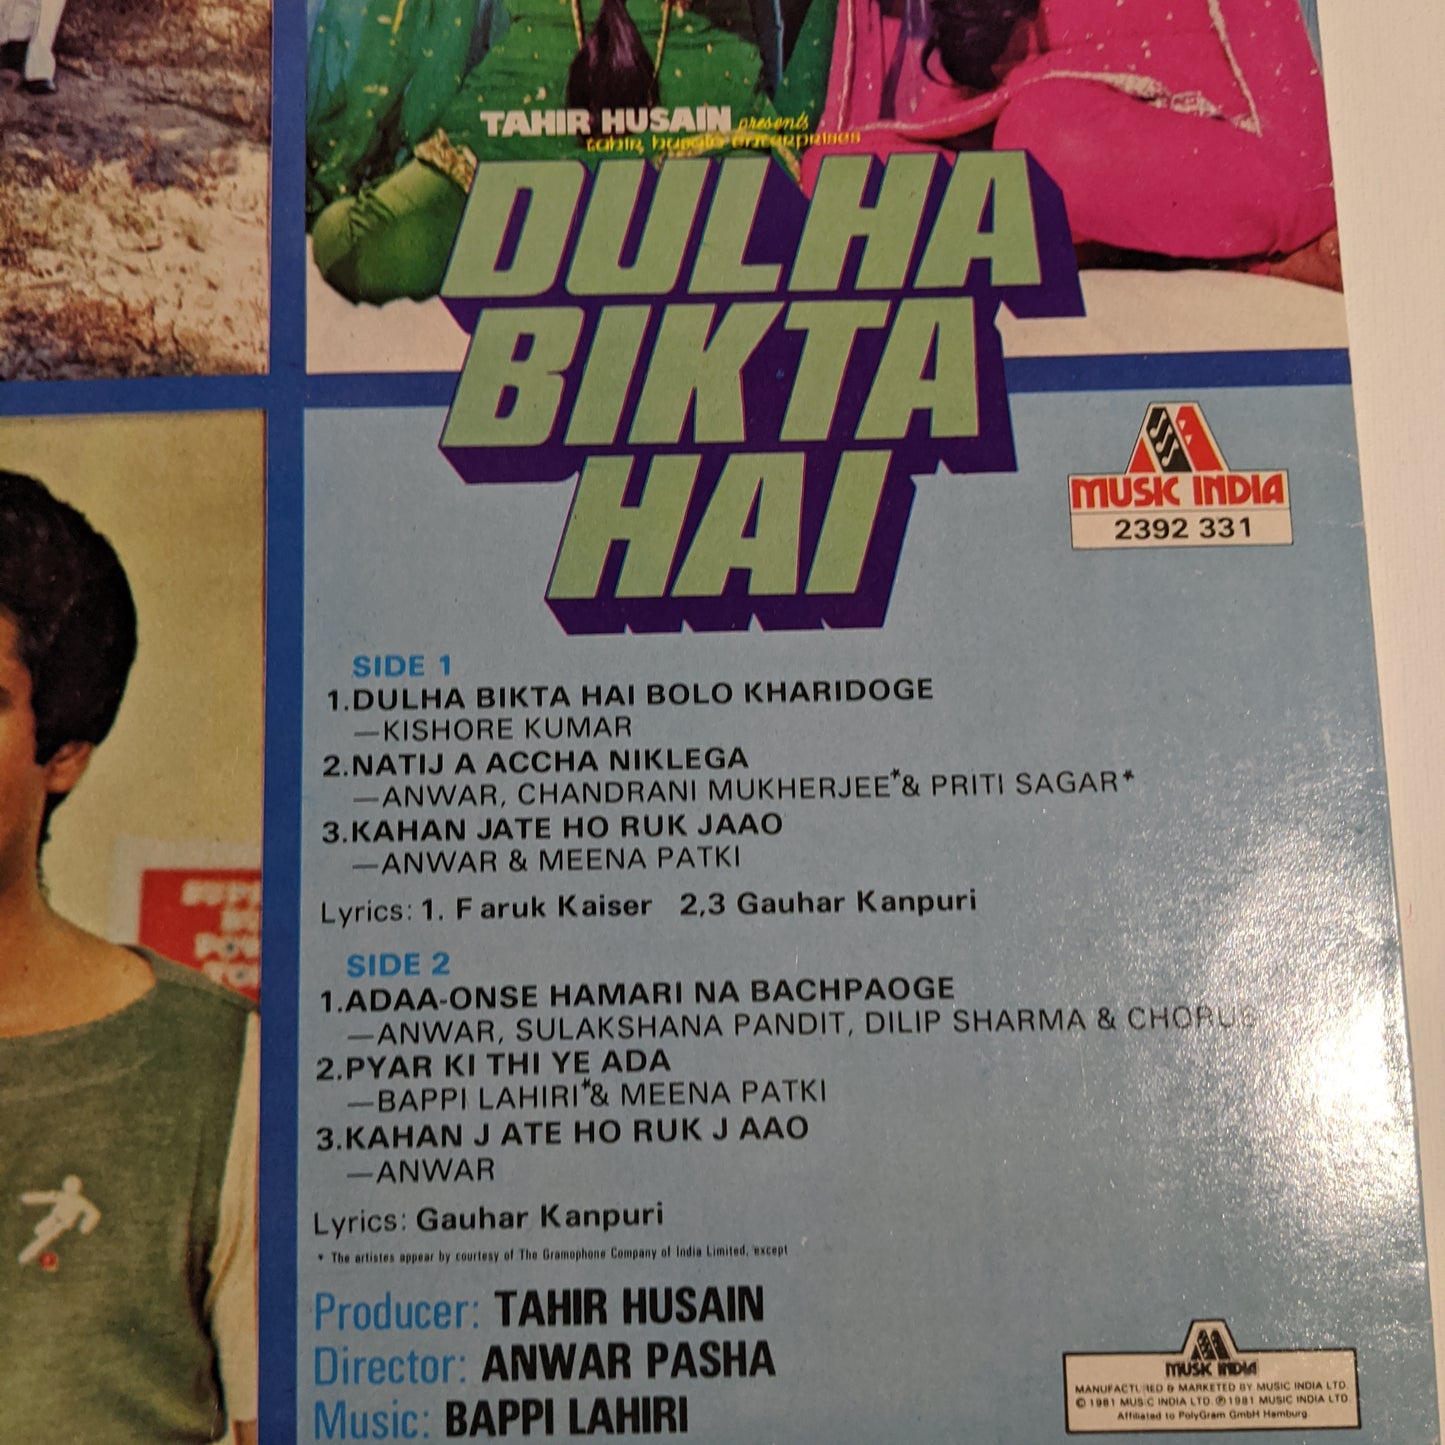 TAHIR HUSAIN presents
tahir husain enterprises
DULHA
BIKTA
HAI
MUSIC INDIA
2392 331
SIDE 1
1.DULHA BIKTA HAI BOLO KHARIDOGE
—KISHORE KUMAR
2.NATIJ A ACCHA NIKLEGA
—ANWAR, CHANDRANI MUKHERJEE*& PRITI SAGAR*
3.KAHAN JATE HO RUK JAAO
—ANWAR & MEENA PATKI
Lyrics: 1. F aruk Kaiser 2,3 Gauhar Kanpuri
SIDE 2
1.ADAA-ONSE HAMARI NA BACHPAOGE
—ANWAR, SULAKSHANA PANDIT, DILIP SHARMA & CHORUS
2.PYAR KI THI YE ADA
—BAPPI LAHIRI*& MEENA PATKI
3.KAHAN J ATE HO RUK J AAO
—ANWAR
Lyrics: Gauhar Kanpuri
* The artistes appear by courtesy of The Gramophone Company of India Limited, except
Producer: TAHIR HUSAIN
Director: ANWAR PASHA
Music: BAPPI LAHIRI
MUSIC INDIA
MANUFACTURED & MARKETED BY MUSIC INDIA LTD.
© 1981 MUSIC INDIA LTD. ℗ 1981 MUSIC INDIA LTD.
Affiliated to PolyGram GmbH Hamburg